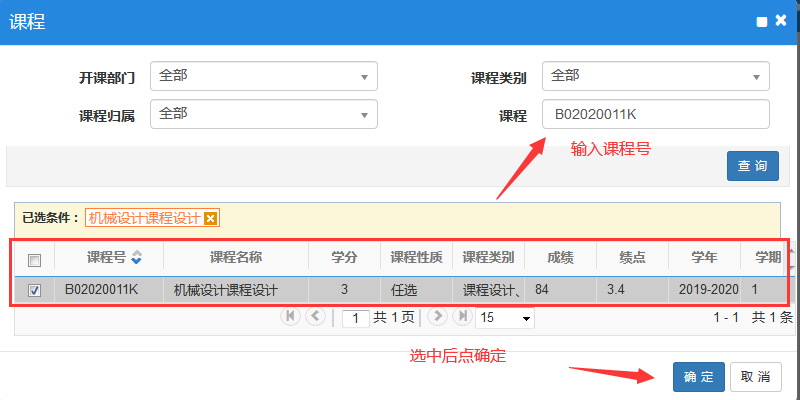 课程
开课部门 全部 课程类别 全部
课程归属 全部 课程 B02020011K
输入课程号
查 询
已选条件： 机械设计课程设计
课程号 课程名称 学分 课程性质 课程类别 成绩 绩点 学年 学期
B02020011K 机械设计课程设计 3 任选 课程设计、 84 3.4 2019-2020 1
1 共 1 页 15 1 - 1 共 1 条
选中后点确定
确 定 取 消